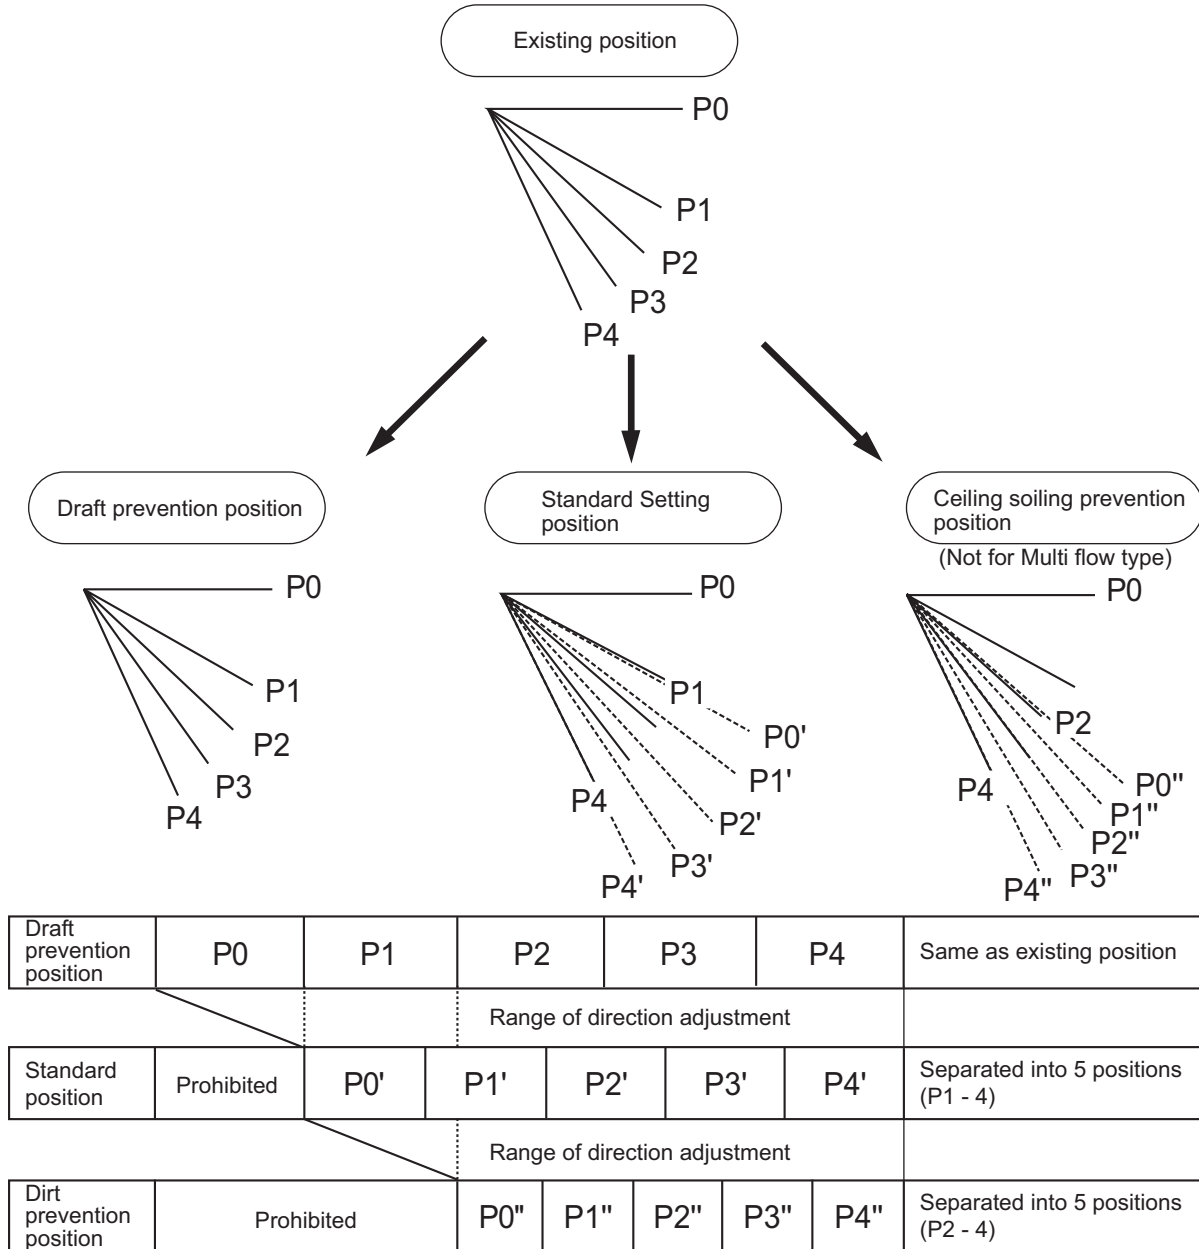 Existing position
P0
P1
P2
P3
P4
Draft prevention position
Standard Setting
position
Ceiling soiling prevention
position
(Not for Multi flow type)
P0
P1
P2
P3
P4
P0
P1
P0'
P1'
P2'
P3'
P4'
P4
P0
P2
P0"
P1"
P2"
P3"
P4"
P4
Draft
prevention
position
P0
P1
P2
P3
P4
Same as existing position
Range of direction adjustment
Standard
position
Prohibited
P0'
P1'
P2'
P3'
P4'
Separated into 5 positions
(P1 - 4)
Range of direction adjustment
Dirt
prevention
position
Prohibited
P0"
P1"
P2"
P3"
P4"
Separated into 5 positions
(P2 - 4)